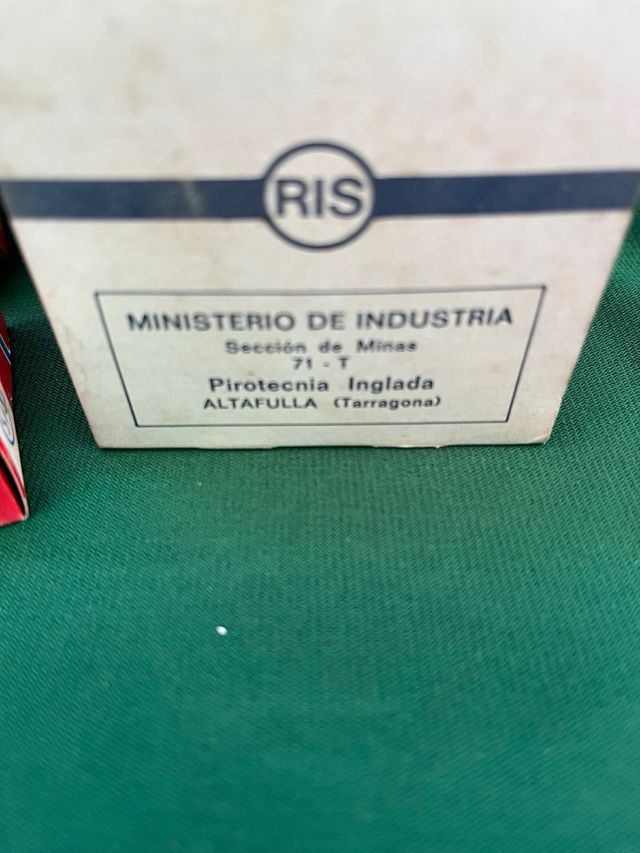 RIS
MINISTERIO DE INDUSTRIA
Sección de Minas
71 - T
Pirotecnia Inglada
ALTAFULLA (Tarragona)